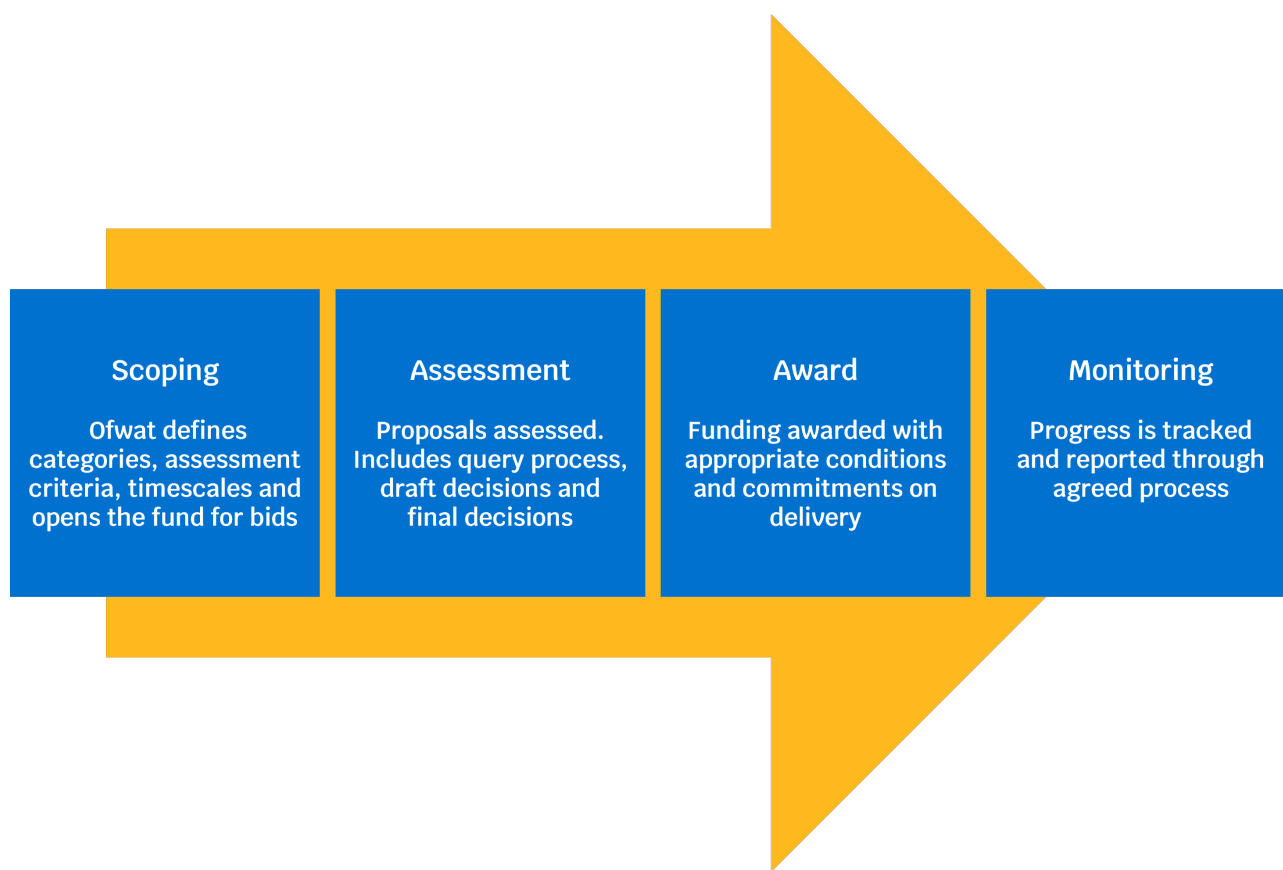 Scoping
Ofwat defines
categories, assessment
criteria, timescales and
opens the fund for bids
Assessment
Proposals assessed.
Includes query process,
draft decisions and
final decisions
Award
Funding awarded with
appropriate conditions
and commitments on
delivery
Monitoring
Progress is tracked
and reported through
agreed process